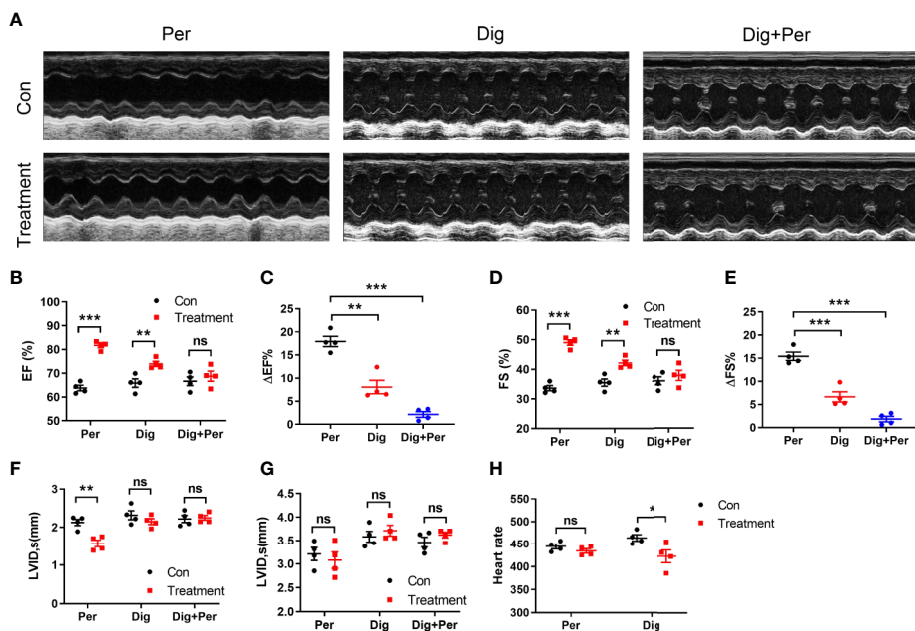 A
Per
Dig
Dig+Per
Con
Treatment
B
EF (%)
100
90
80
70
60
Con
Treatment
***
**
ns
Per
Dig
Dig+Per
C
ΔEF%
25
20
15
10
5
0
***
**
Per
Dig
Dig+Per
D
FS (%)
60
50
40
30
Con
Treatment
***
**
ns
Per
Dig
Dig+Per
E
ΔFS%
25
20
15
10
5
0
***
***
Per
Dig
Dig+Per
F
LVID,s(mm)
3
2
1
0
**
ns
ns
Con
Treatment
Per
Dig
Dig+Per
G
LVID,s(mm)
4.5
4.0
3.5
3.0
2.5
2.0
ns
ns
ns
Con
Treatment
Per
Dig
Dig+Per
H
Heart rate
550
500
450
400
350
300
Con
Treatment
ns
*
Per
Dig